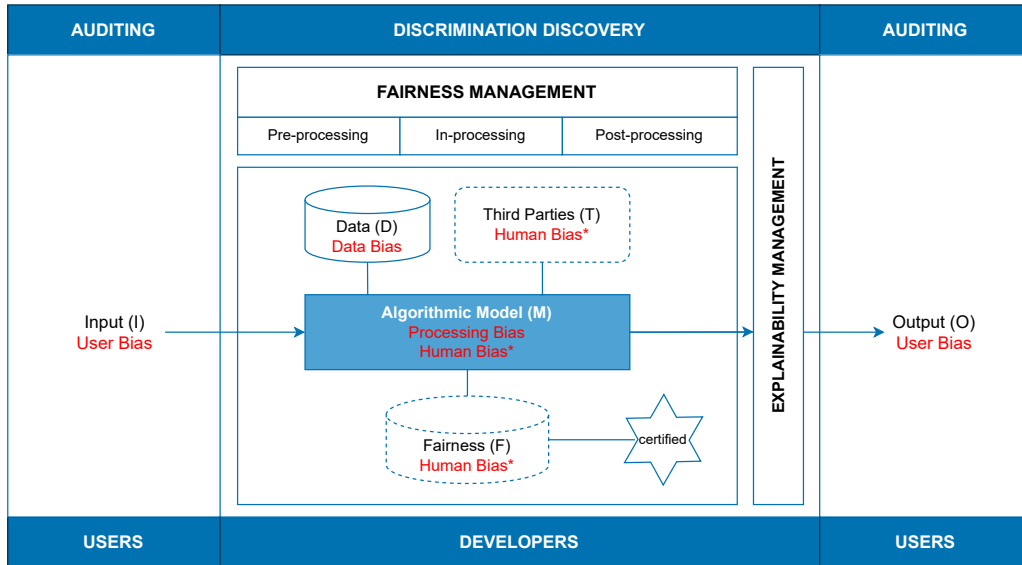 AUDITING
DISCRIMINATION DISCOVERY
AUDITING
FAIRNESS MANAGEMENT
Pre-processing
In-processing
Post-processing
Data (D)
Data Bias
Third Parties (T)
Human Bias*
Input (I)
User Bias
Algorithmic Model (M)
Processing Bias
Human Bias*
Fairness (F)
Human Bias*
certified
EXPLAINABILITY MANAGEMENT
Output (O)
User Bias
USERS
DEVELOPERS
USERS